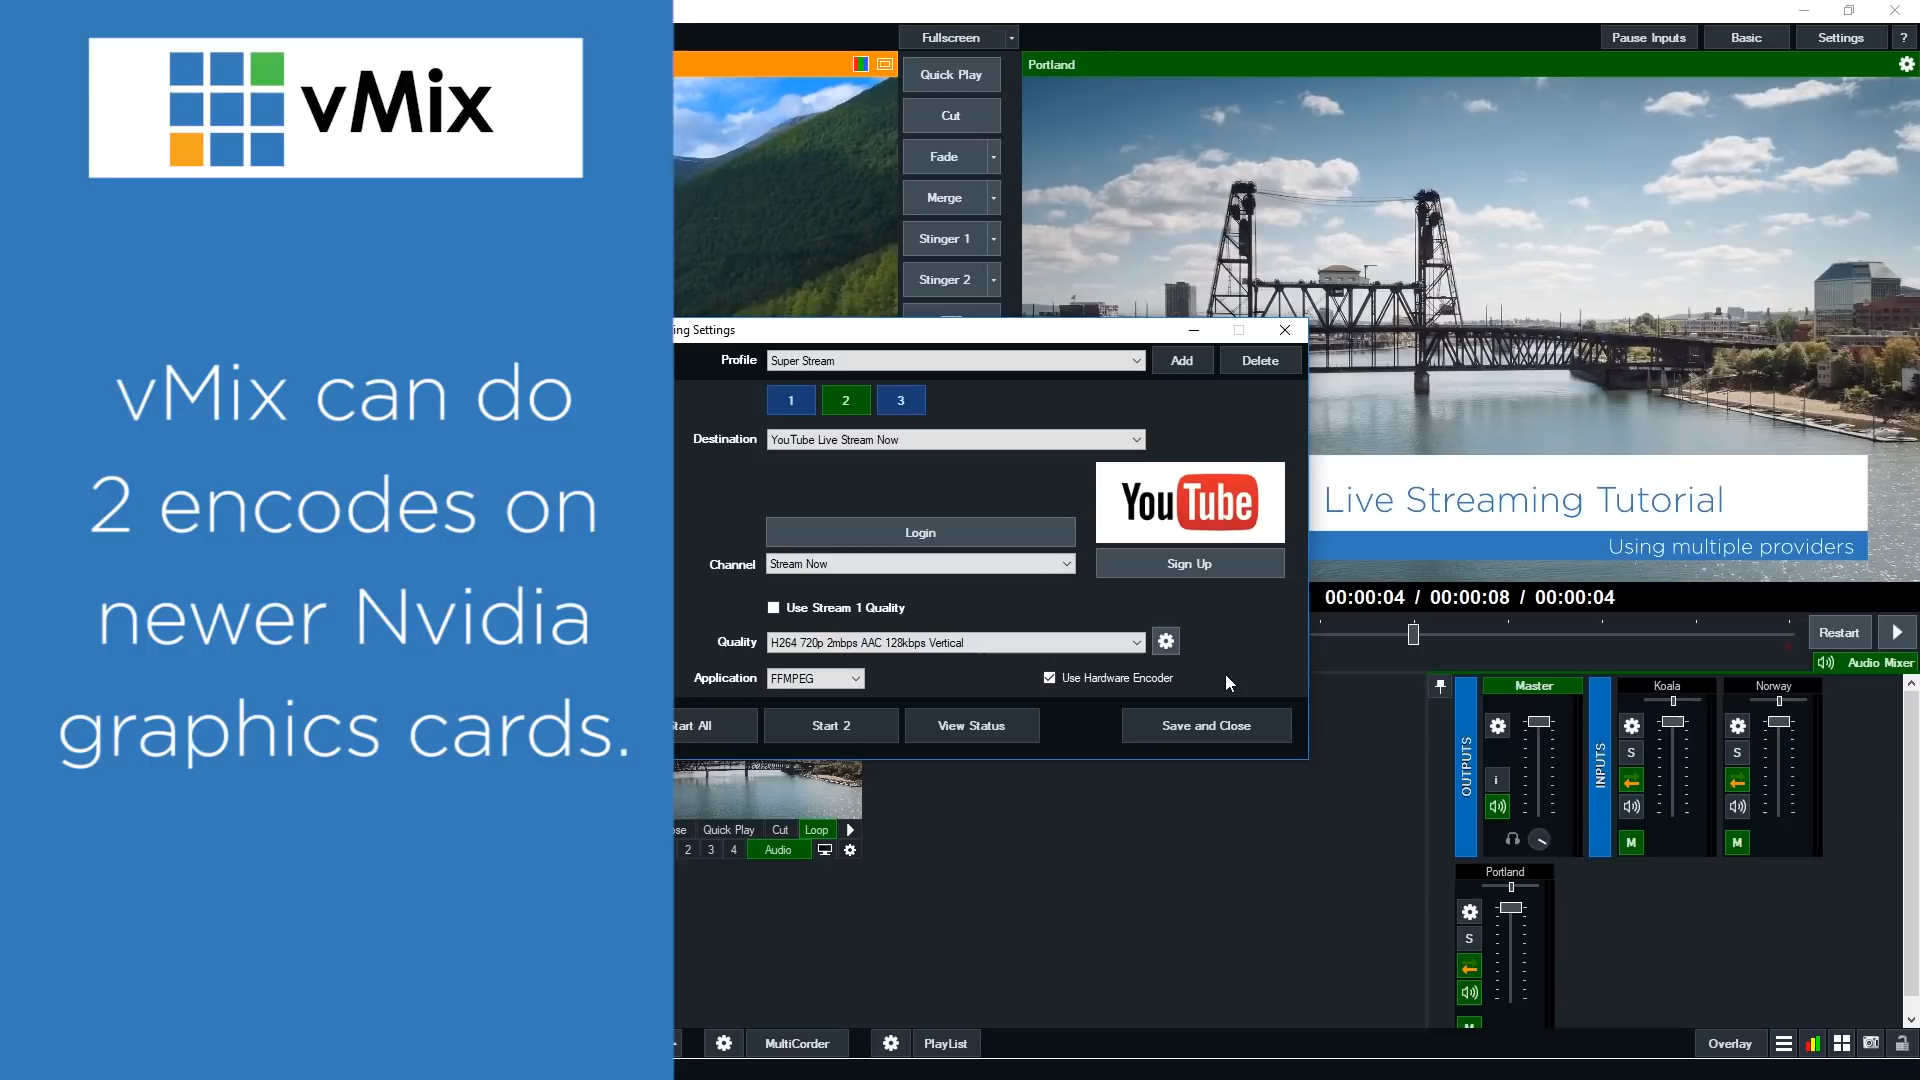 vMix
vMix can do
2 encodes on
newer Nvidia
graphics cards.
Fullscreen
Pause Inputs
Basic
Settings
?
Quick Play
Cut
Fade
Merge
Stinger 1
Stinger 2
Portland
ing Settings
Profile
Super Stream
Add
Delete
1
2
3
Destination
YouTube Live Stream Now
YouTube
Login
Channel
Stream Now
Sign Up
Use Stream 1 Quality
Quality
H264 720p 2mbps AAC 128kbps Vertical
Application
FFMPEG
Use Hardware Encoder
tart All
Start 2
View Status
Save and Close
Live Streaming Tutorial
Using multiple providers
00:00:04 / 00:00:08 / 00:00:04
Restart
Audio Mixer
OUTPUTS
Master
i
INPUTS
Koala
S
M
Norway
S
M
Portland
S
M
ose
Quick Play
Cut
Loop
2
3
4
Audio
MultiCorder
PlayList
Overlay